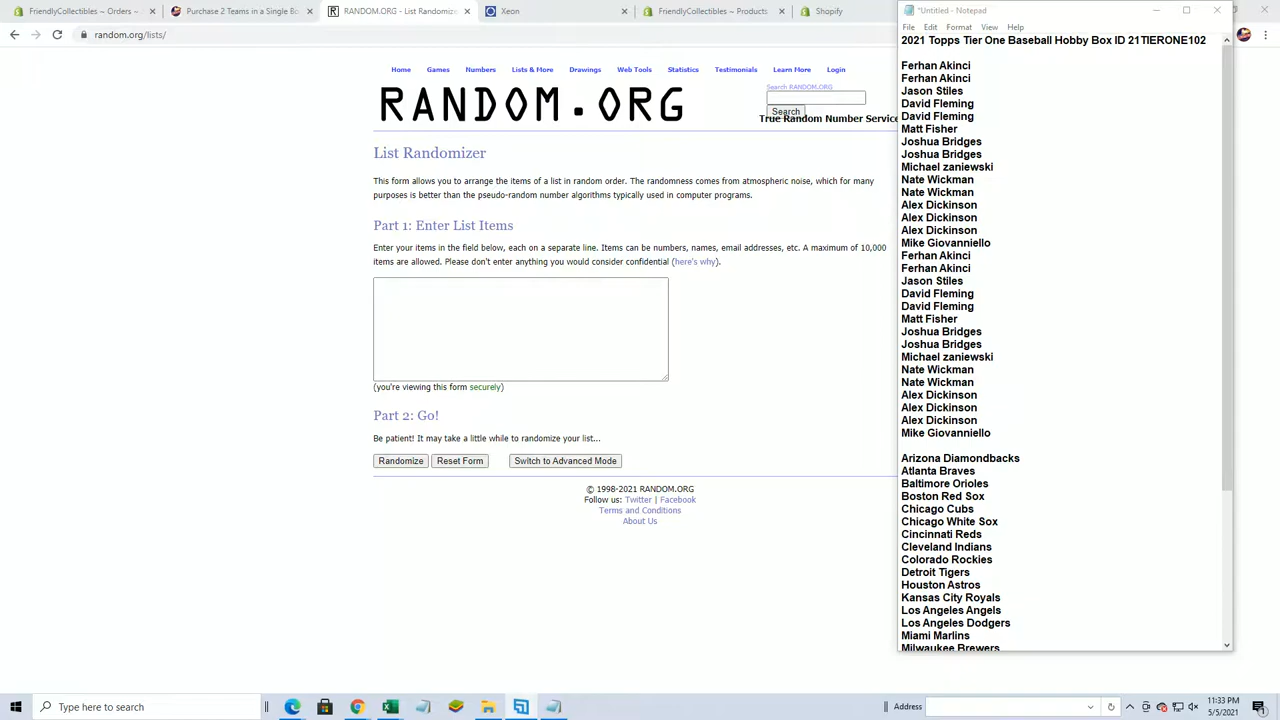 FriendlyCollectibles ~ Orders ~
Purchase 2 Teams in a Single Bo
RANDOM.ORG - List Randomizer
Xeon
FriendlyCollectibles ~ Products
Shopify
random.org/lists/
Home Games Numbers Lists & More Drawings Web Tools Statistics Testimonials Learn More Login
RANDOM.ORG
Search RANDOM.ORG
Search
True Random Number Service
List Randomizer
This form allows you to arrange the items of a list in random order. The randomness comes from atmospheric noise, which for many
purposes is better than the pseudo-random number algorithms typically used in computer programs.
Part 1: Enter List Items
Enter your items in the field below, each on a separate line. Items can be numbers, names, email addresses, etc. A maximum of 10,000
items are allowed. Please don't enter anything you would consider confidential (here's why).
(you're viewing this form securely)
Part 2: Go!
Be patient! It may take a little while to randomize your list...
Randomize Reset Form Switch to Advanced Mode
© 1998-2021 RANDOM.ORG
Follow us: Twitter | Facebook
Terms and Conditions
About Us
*Untitled - Notepad
File Edit Format View Help
2021 Topps Tier One Baseball Hobby Box ID 21TIERONE102
Ferhan Akinci
Ferhan Akinci
Jason Stiles
David Fleming
David Fleming
Matt Fisher
Joshua Bridges
Joshua Bridges
Michael zaniewski
Nate Wickman
Nate Wickman
Alex Dickinson
Alex Dickinson
Alex Dickinson
Mike Giovanniello
Ferhan Akinci
Ferhan Akinci
Jason Stiles
David Fleming
David Fleming
Matt Fisher
Joshua Bridges
Joshua Bridges
Michael zaniewski
Nate Wickman
Nate Wickman
Alex Dickinson
Alex Dickinson
Alex Dickinson
Mike Giovanniello
Arizona Diamondbacks
Atlanta Braves
Baltimore Orioles
Boston Red Sox
Chicago Cubs
Chicago White Sox
Cincinnati Reds
Cleveland Indians
Colorado Rockies
Detroit Tigers
Houston Astros
Kansas City Royals
Los Angeles Angels
Los Angeles Dodgers
Miami Marlins
Milwaukee Brewers
Type here to search
Address
11:33 PM
5/5/2021